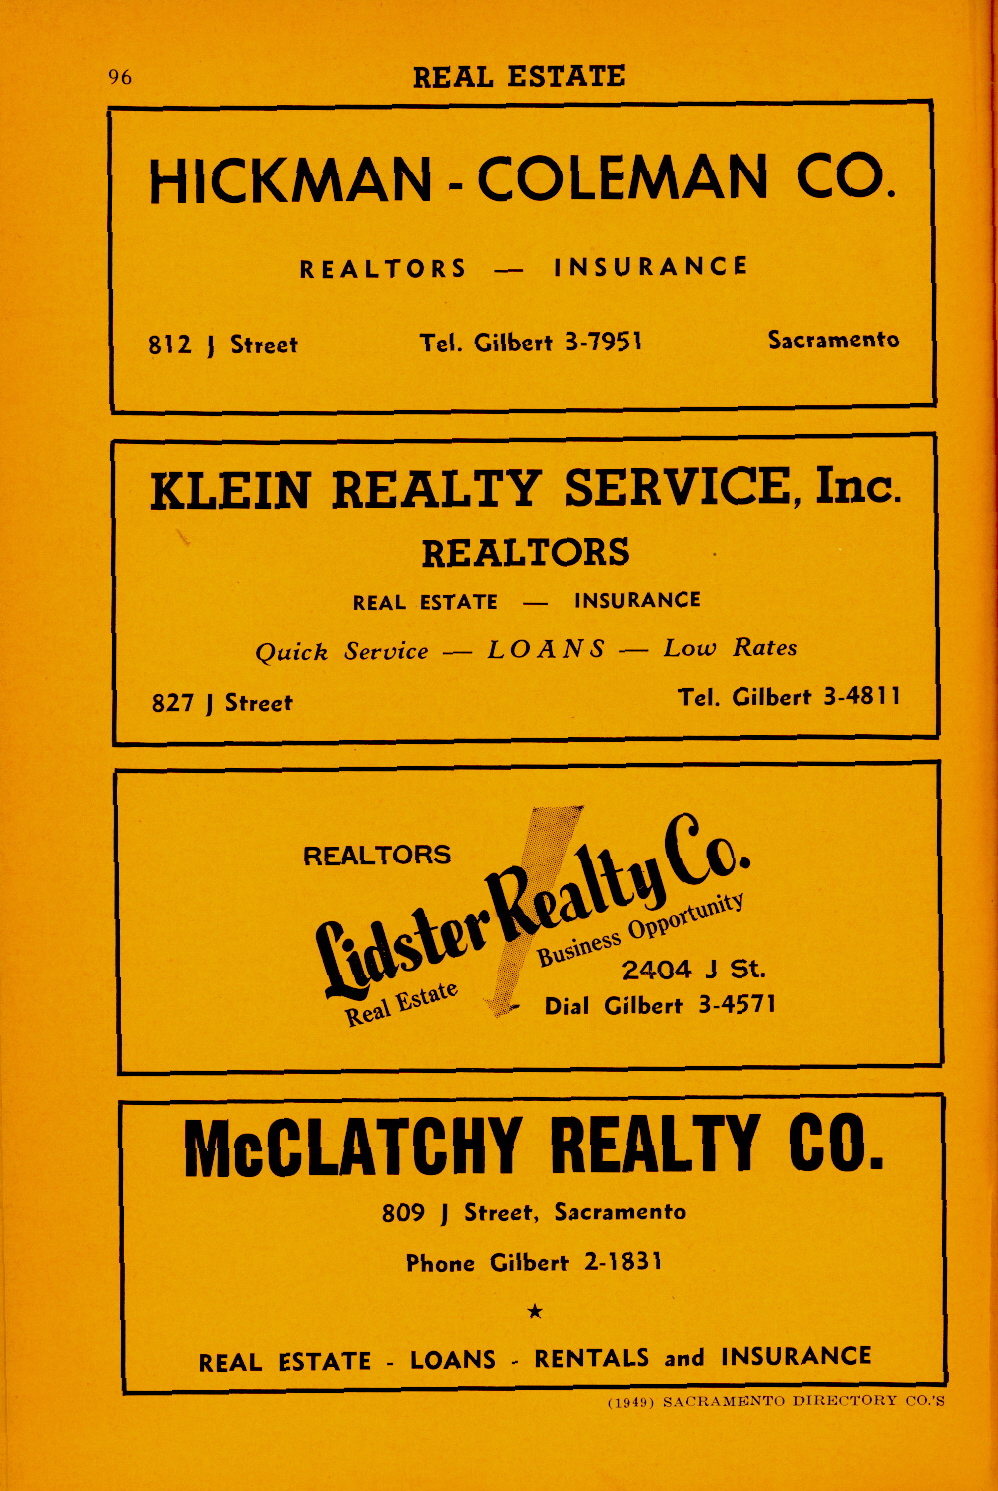 96
REAL ESTATE
HICKMAN - COLEMAN CO.
REALTORS — INSURANCE
812 J Street Tel. Gilbert 3-7951 Sacramento
KLEIN REALTY SERVICE, Inc.
REALTORS
REAL ESTATE — INSURANCE
Quick Service — LOANS — Low Rates
827 J Street Tel. Gilbert 3-4811
REALTORS
Lidster Realty Co.
Real Estate Business Opportunity
2404 J St.
Dial Gilbert 3-4571
McCLATCHY REALTY CO.
809 J Street, Sacramento
Phone Gilbert 2-1831
★
REAL ESTATE - LOANS - RENTALS and INSURANCE
(1949) SACRAMENTO DIRECTORY CO.'S